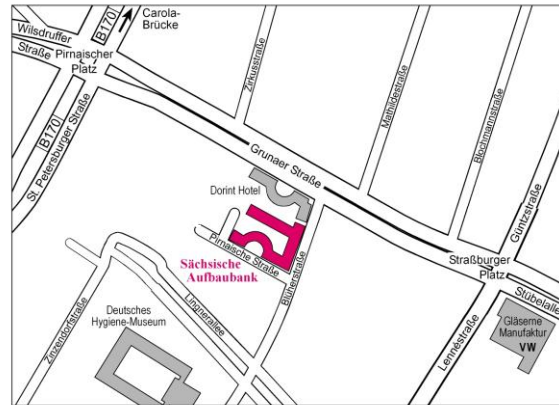 Carola-
Brücke
B170
Wilsdruffer
Straße
Pirnaischer
Platz
Zirkusstraße
Mathildestraße
Blochmannstraße
B170
St. Petersburger Straße
Grunaer Straße
Dorint Hotel
Güntzstraße
Pirnaische Straße
Sächsische
Aufbaubank
Blüherstraße
Straßburger
Platz
Stübelallee
Lingnerallee
Deutsches
Hygiene-Museum
Zinzendorfstraße
Lennéstraße
Gläserne
Manufaktur
VW